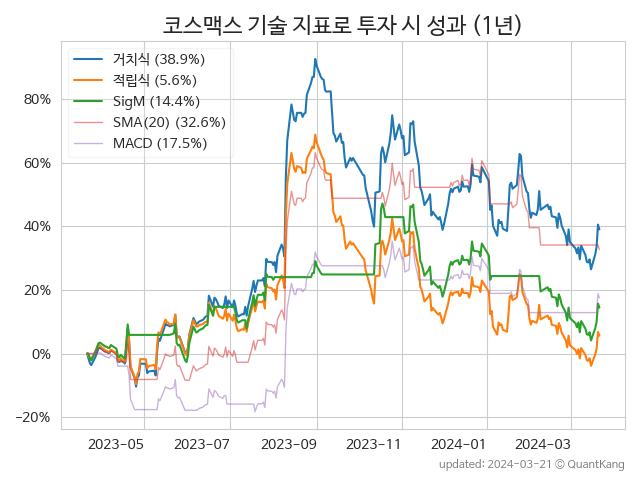 코스맥스 기술 지표로 투자 시 성과 (1년)
거치식 (38.9%)
적립식 (5.6%)
SigM (14.4%)
SMA(20) (32.6%)
MACD (17.5%)
80%
60%
40%
20%
0%
−20%
2023−05 2023−07 2023−09 2023−11 2024−01 2024−03
updated: 2024−03−21 ⓒ QuantKang